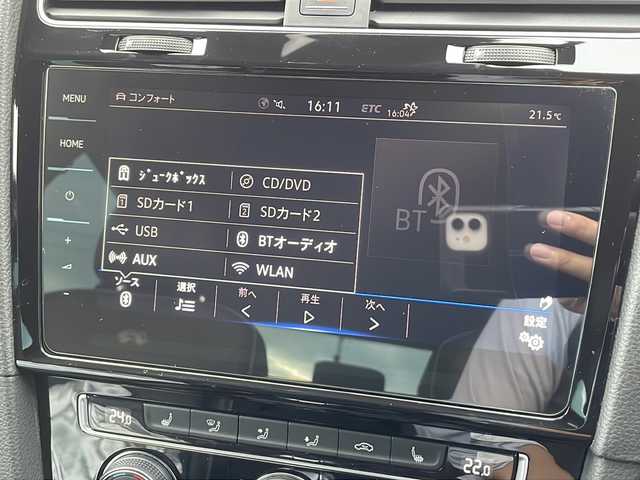 MENU
HOME
コンフォート
16:11
ETC
16:04
21.5℃
ジュークボックス
CD/DVD
SDカード1
SDカード2
USB
BTオーディオ
AUX
WLAN
BT
ソース
選択
前へ
再生
次へ
設定
24.0
22.0